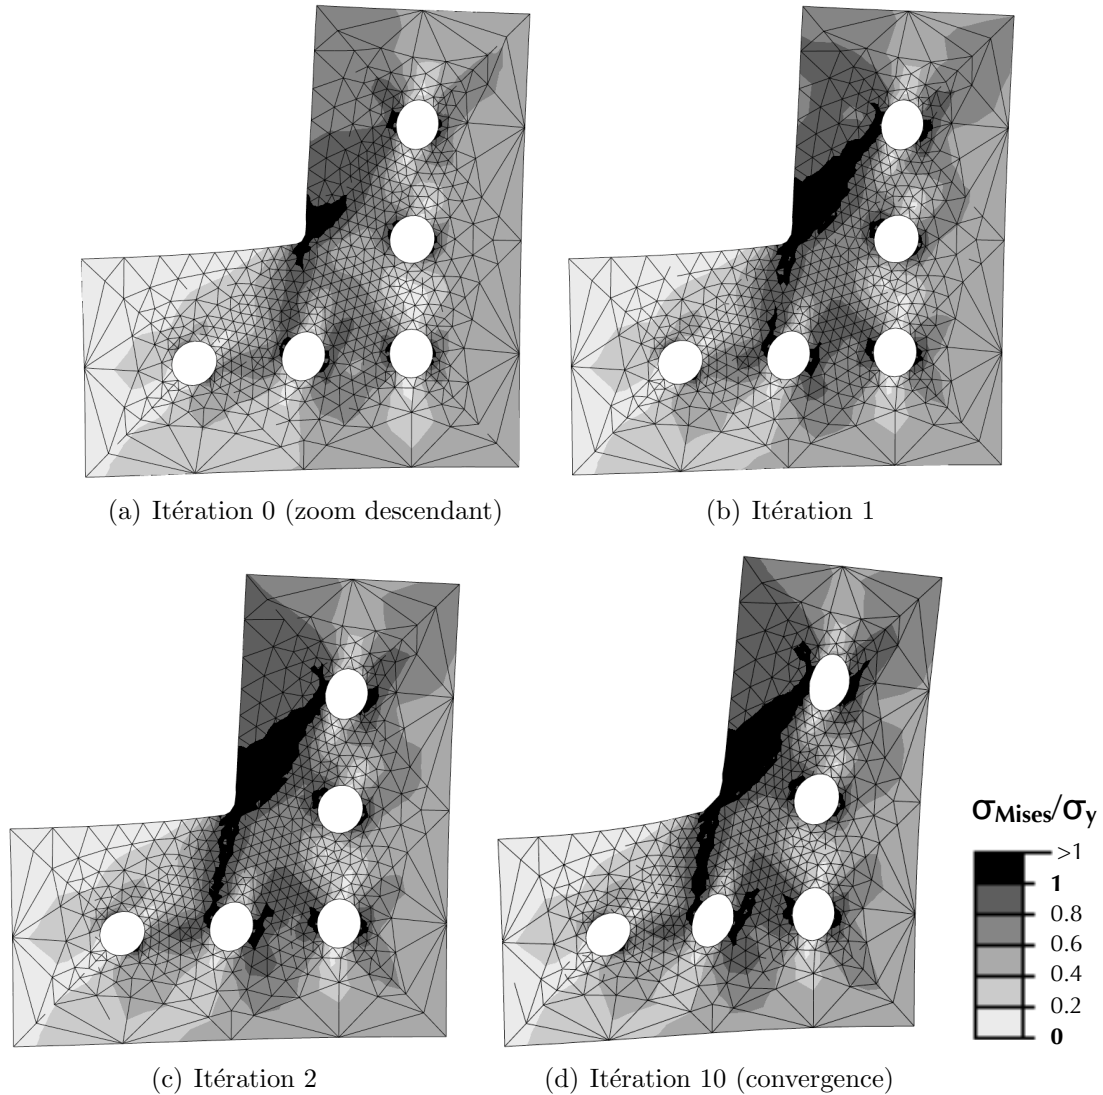 (a) Itération 0 (zoom descendant)
(b) Itération 1
σMises/σy
>1
1
0.8
0.6
0.4
0.2
0
(c) Itération 2
(d) Itération 10 (convergence)